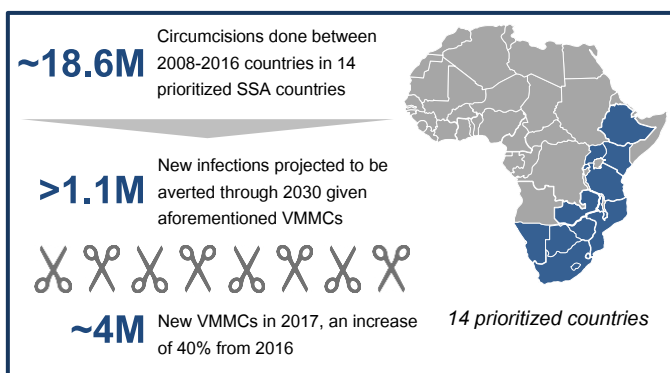 ~18.6M
Circumcisions done between
2008-2016 countries in 14
prioritized SSA countries
>1.1M
New infections projected to be
averted through 2030 given
aforementioned VMMCs
~4M
New VMMCs in 2017, an increase
of 40% from 2016
14 prioritized countries